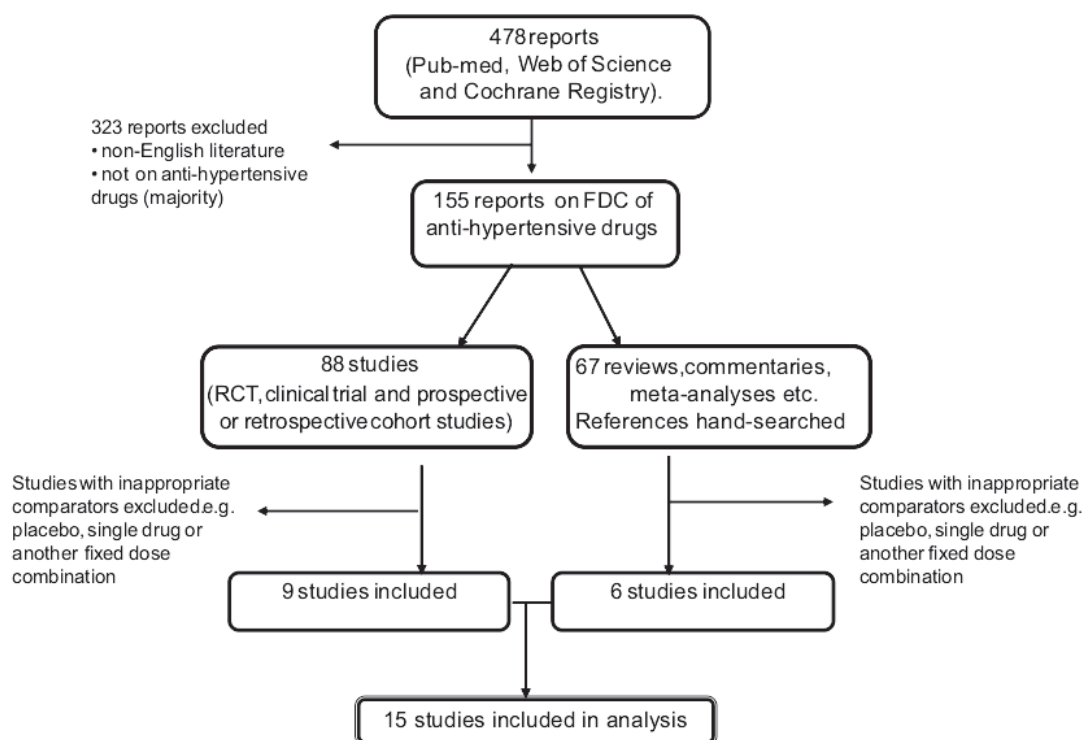 478 reports
(Pub-med, Web of Science
and Cochrane Registry).
323 reports excluded
• non-English literature
• not on anti-hypertensive
drugs (majority)
155 reports on FDC of
anti-hypertensive drugs
88 studies
(RCT, clinical trial and prospective
or retrospective cohort studies)
67 reviews, commentaries,
meta-analyses etc.
References hand-searched
Studies with inappropriate
comparators excluded.e.g.
placebo, single drug or
another fixed dose
combination
Studies with inappropriate
comparators excluded.e.g.
placebo, single drug or
another fixed dose
combination
9 studies included
6 studies included
15 studies included in analysis